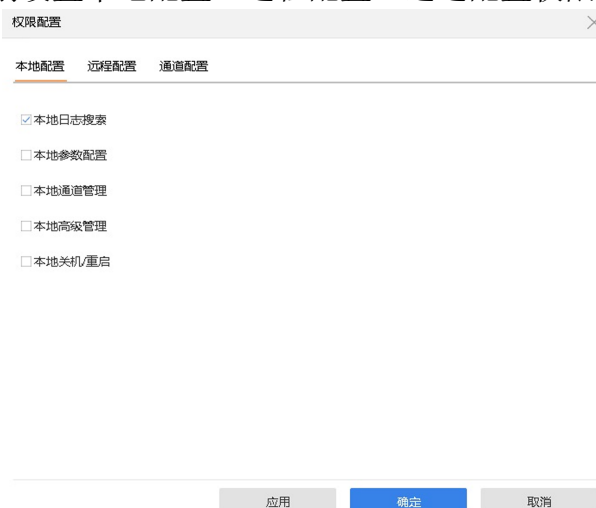 权限配置
本地配置 远程配置 通道配置
本地日志搜索
本地参数配置
本地通道管理
本地高级管理
本地关机/重启
应用 确定 取消